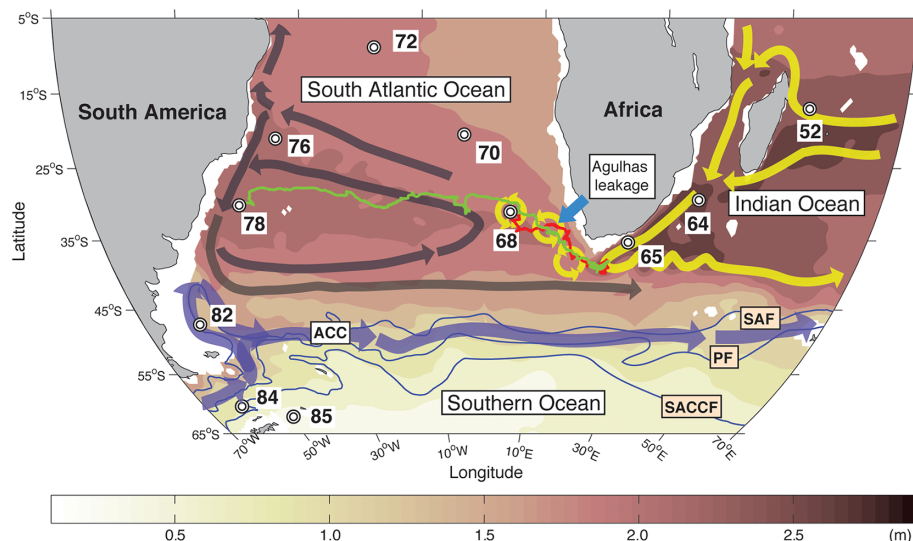 5°S
72
South Atlantic Ocean
15°S
South America
Africa
52
76
70
25°S
Agulhas
leakage
Latitude
78
64
Indian Ocean
35°S
68
65
45°S
82
ACC
SAF
PF
55°S
84
85
Southern Ocean
SACCF
65°S
70°W
50°W
30°W
10°W
10°E
30°E
50°E
70°E
Longitude
0.5
1.0
1.5
2.0
2.5
(m)